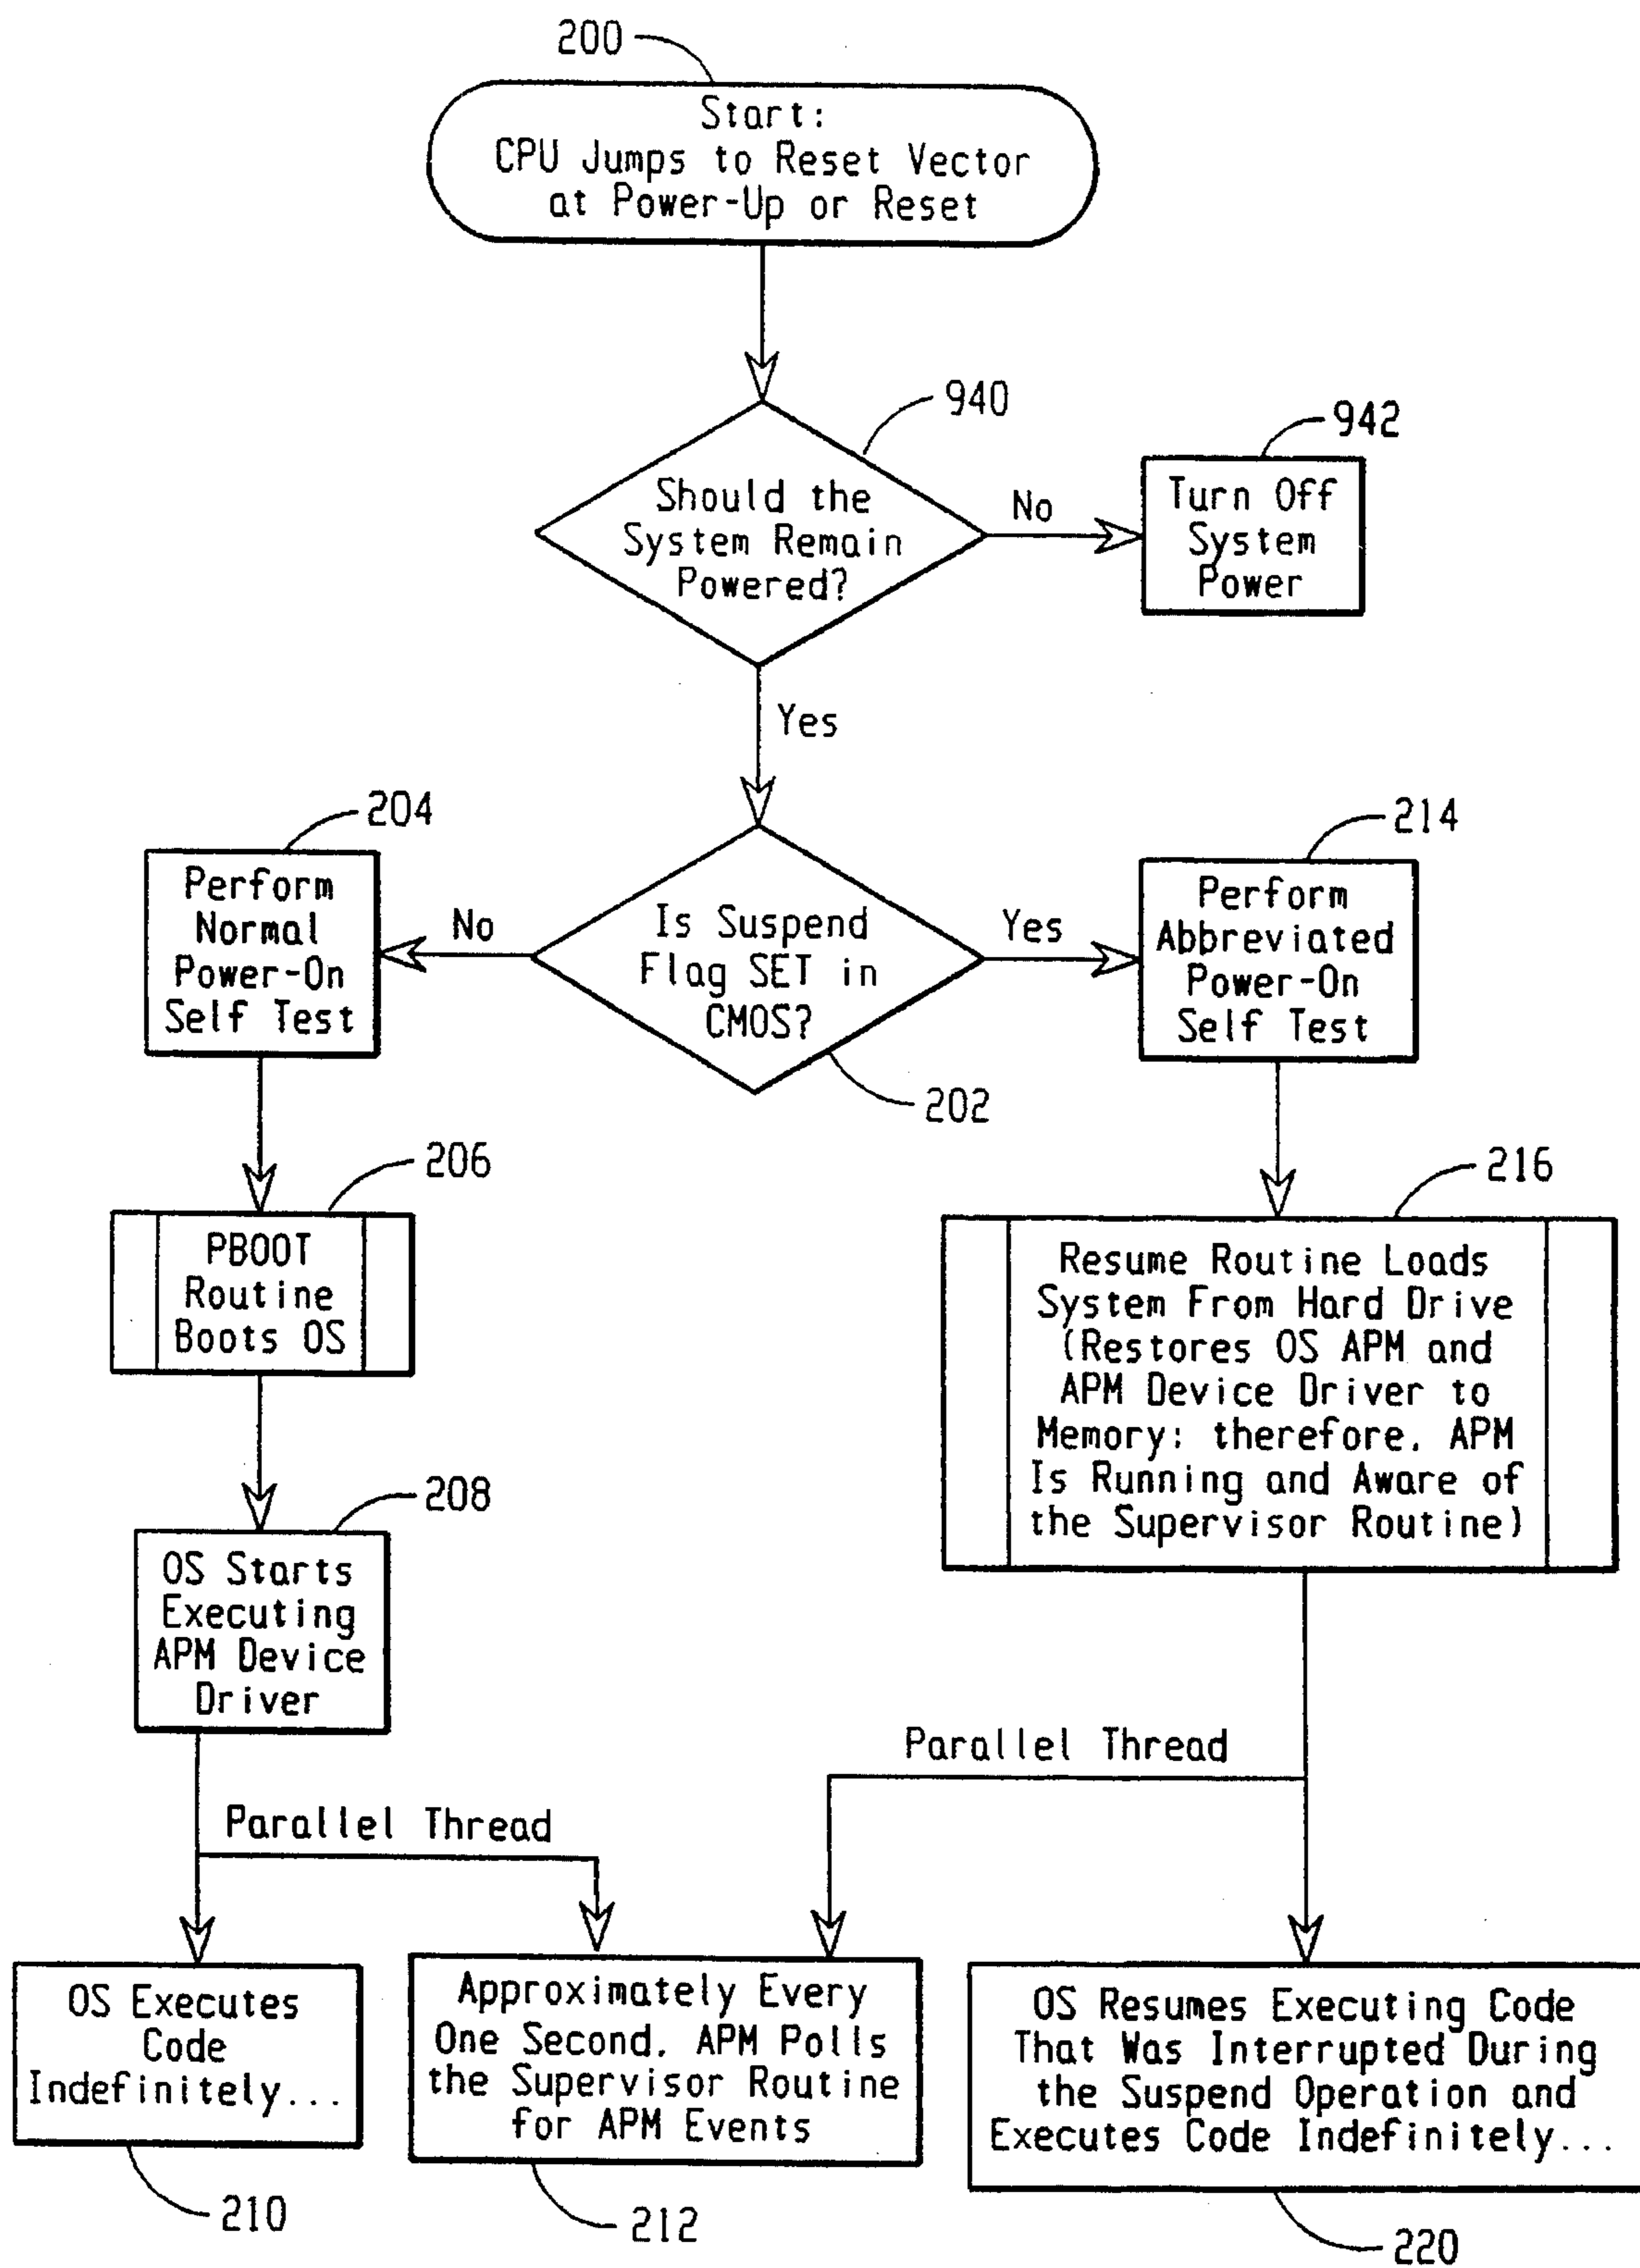 200
Start:
CPU Jumps to Reset Vector
at Power-Up or Reset
940
Should the
System Remain
Powered?
No
942
Turn Off
System
Power
Yes
204
Perform
Normal
Power-On
Self Test
No
Is Suspend
Flag SET in
CMOS?
202
Yes
214
Perform
Abbreviated
Power-On
Self Test
206
PBOOT
Routine
Boots OS
216
Resume Routine Loads
System From Hard Drive
(Restores OS APM and
APM Device Driver to
Memory; therefore, APM
Is Running and Aware of
the Supervisor Routine)
208
OS Starts
Executing
APM Device
Driver
Parallel Thread
Parallel Thread
OS Executes
Code
Indefinitely...
210
Approximately Every
One Second, APM Polls
the Supervisor Routine
for APM Events
212
OS Resumes Executing Code
That Was Interrupted During
the Suspend Operation and
Executes Code Indefinitely...
220